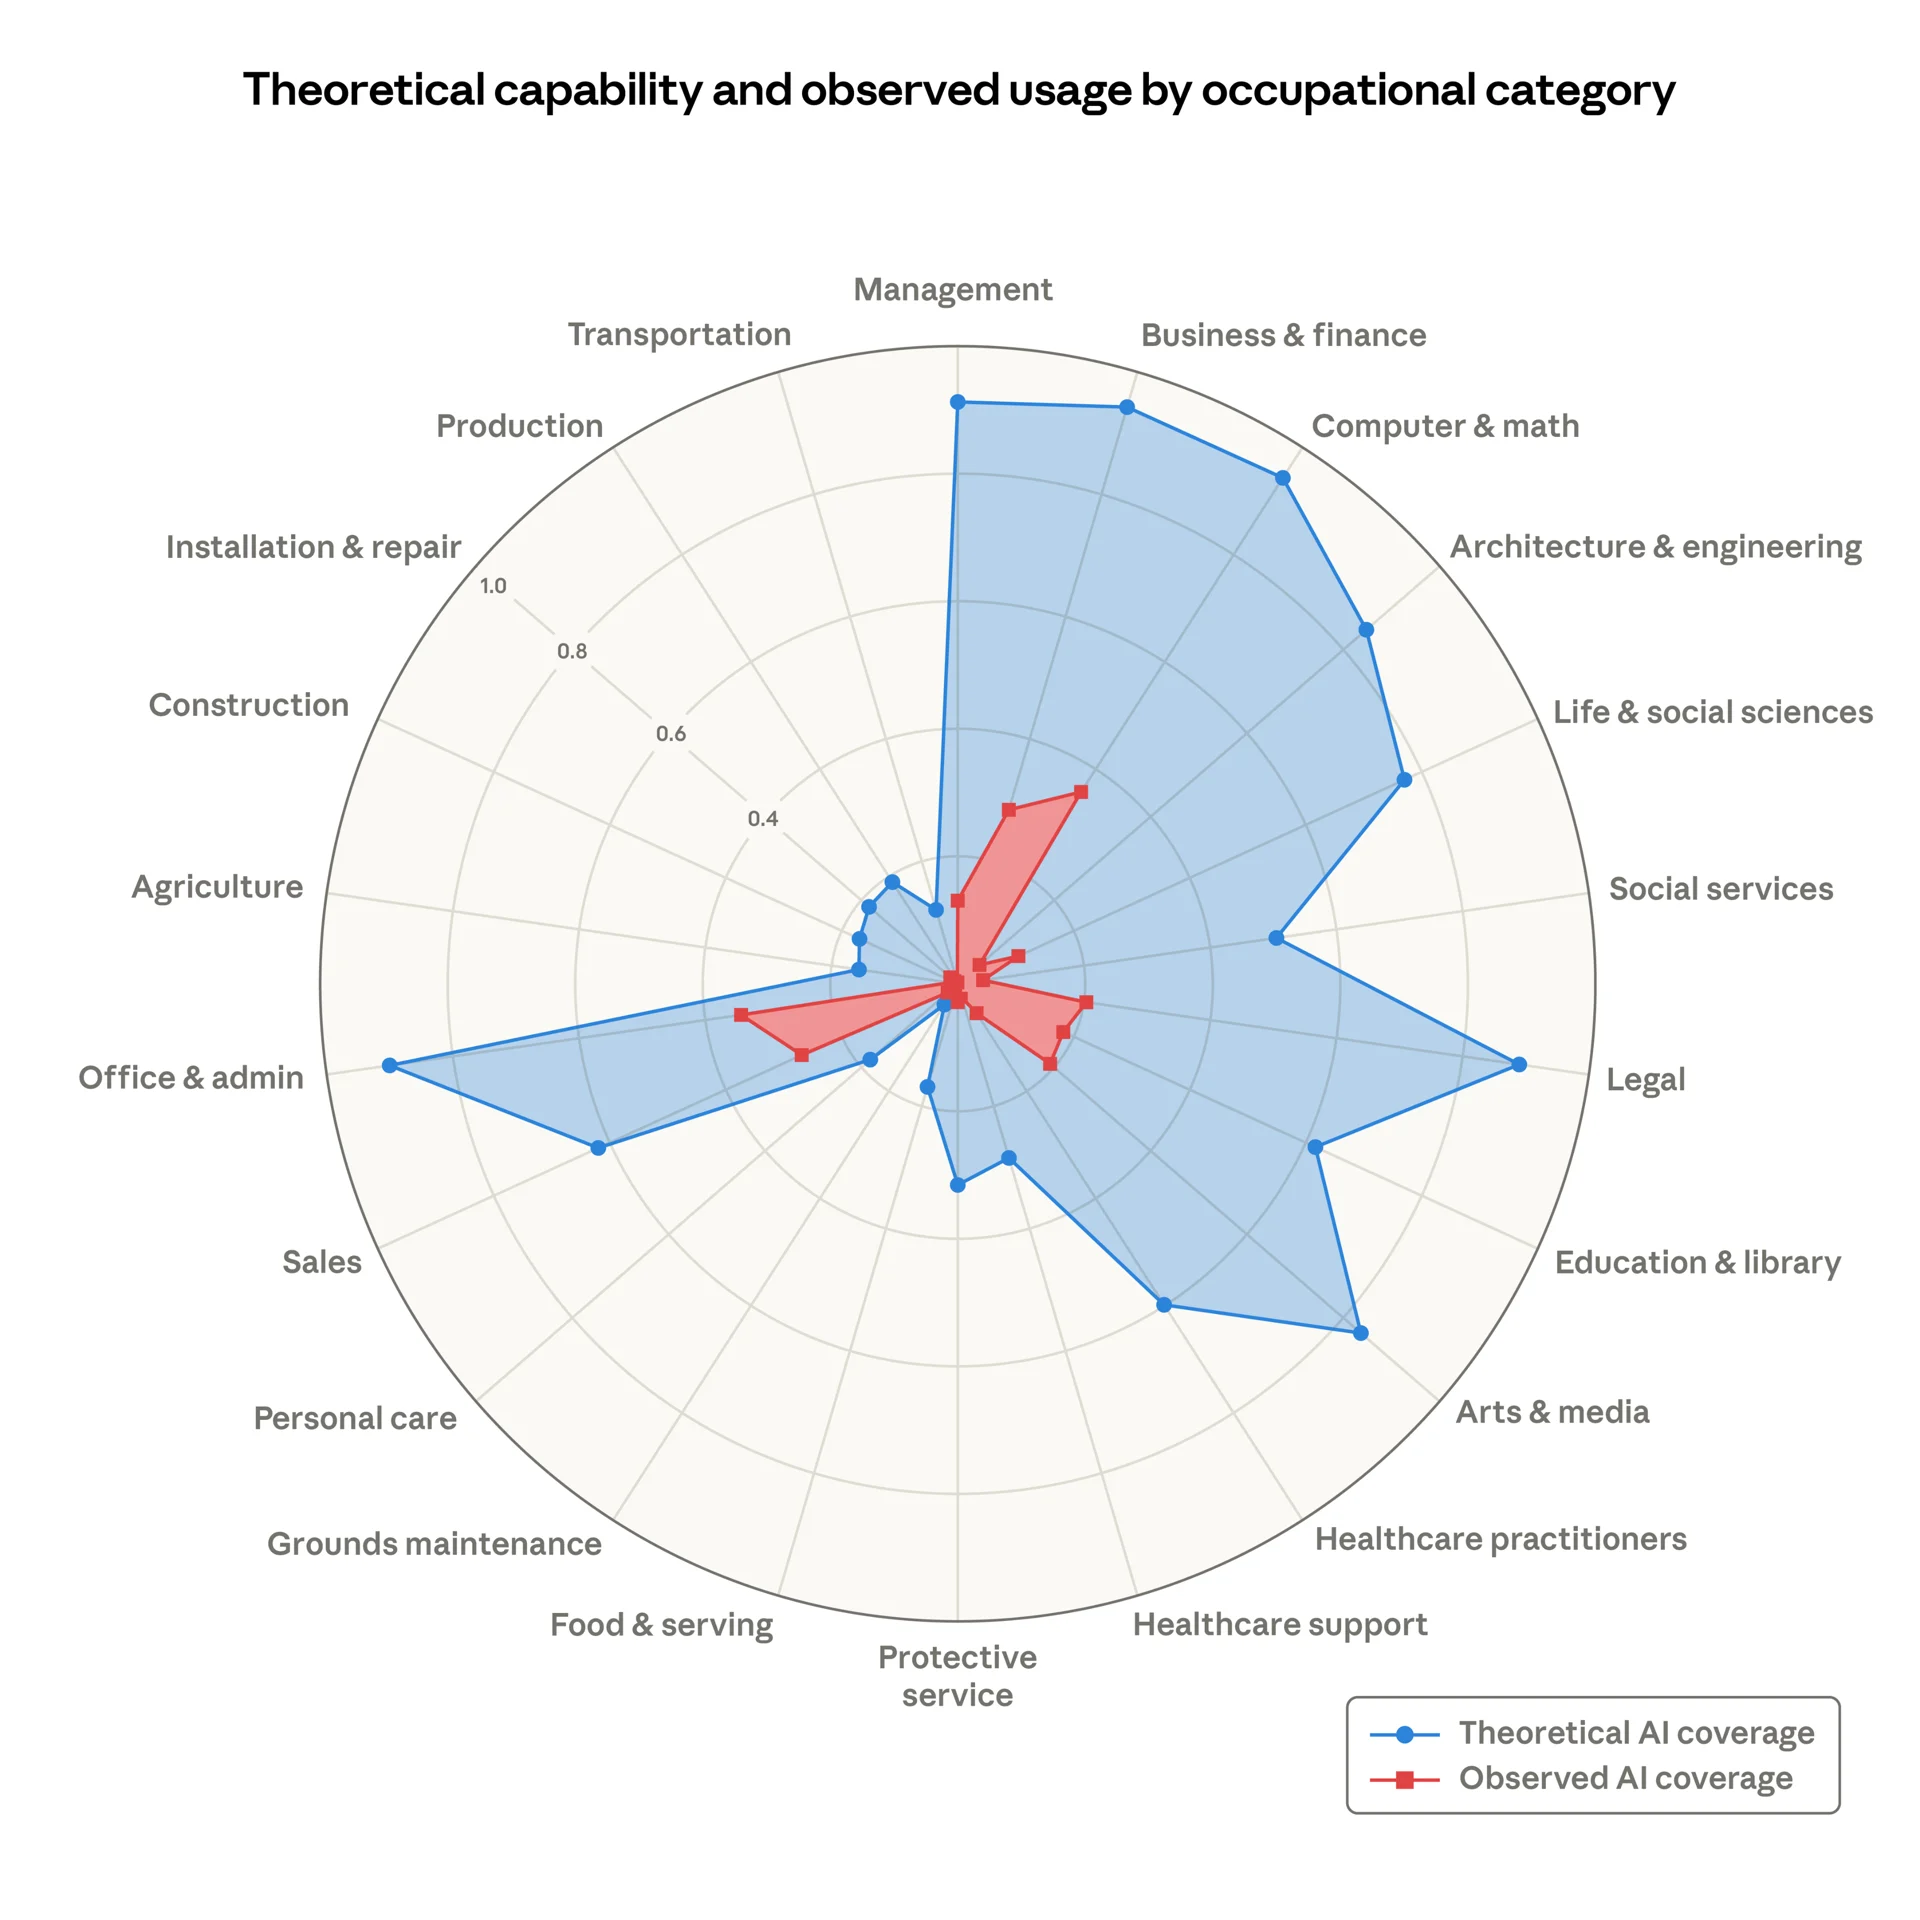 Theoretical capability and observed usage by occupational category
Management
Transportation
Business & finance
Production
Computer & math
Installation & repair
Architecture & engineering
1.0
0.8
Construction
Life & social sciences
0.6
0.4
Agriculture
Social services
Office & admin
Legal
Sales
Education & library
Personal care
Arts & media
Grounds maintenance
Healthcare practitioners
Food & serving
Healthcare support
Protective
service
Theoretical AI coverage
Observed AI coverage